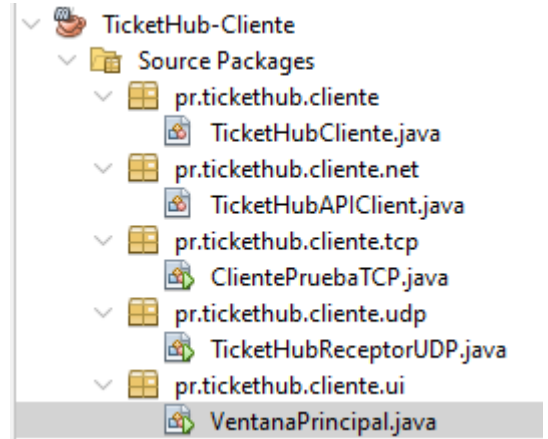 TicketHub-Cliente
Source Packages
pr.tickethub.cliente
TicketHubCliente.java
pr.tickethub.cliente.net
TicketHubAPIClient.java
pr.tickethub.cliente.tcp
ClientePruebaTCP.java
pr.tickethub.cliente.udp
TicketHubReceptorUDP.java
pr.tickethub.cliente.ui
VentanaPrincipal.java